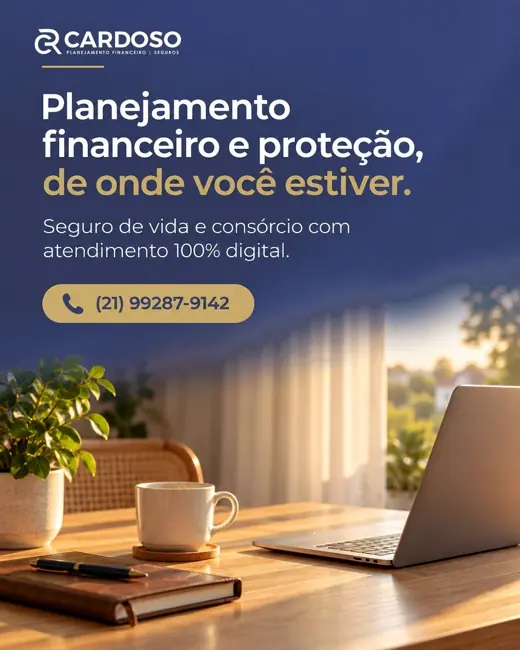 CARDOSO
PLANEJAMENTO FINANCEIRO | SEGUROS
Planejamento
financeiro e proteção,
de onde você estiver.
Seguro de vida e consórcio com
atendimento 100% digital.
(21) 99287-9142